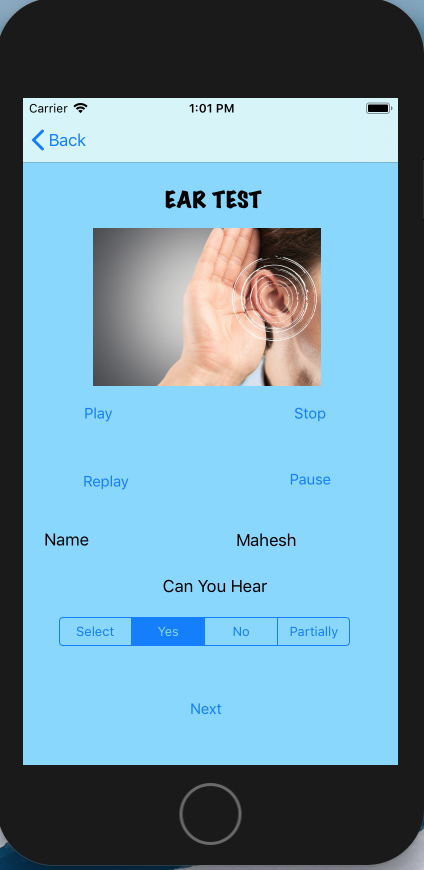 Carrier 1:01 PM
Back
EAR TEST
Play Stop
Replay Pause
Name Mahesh
Can You Hear
Select Yes No Partially
Next